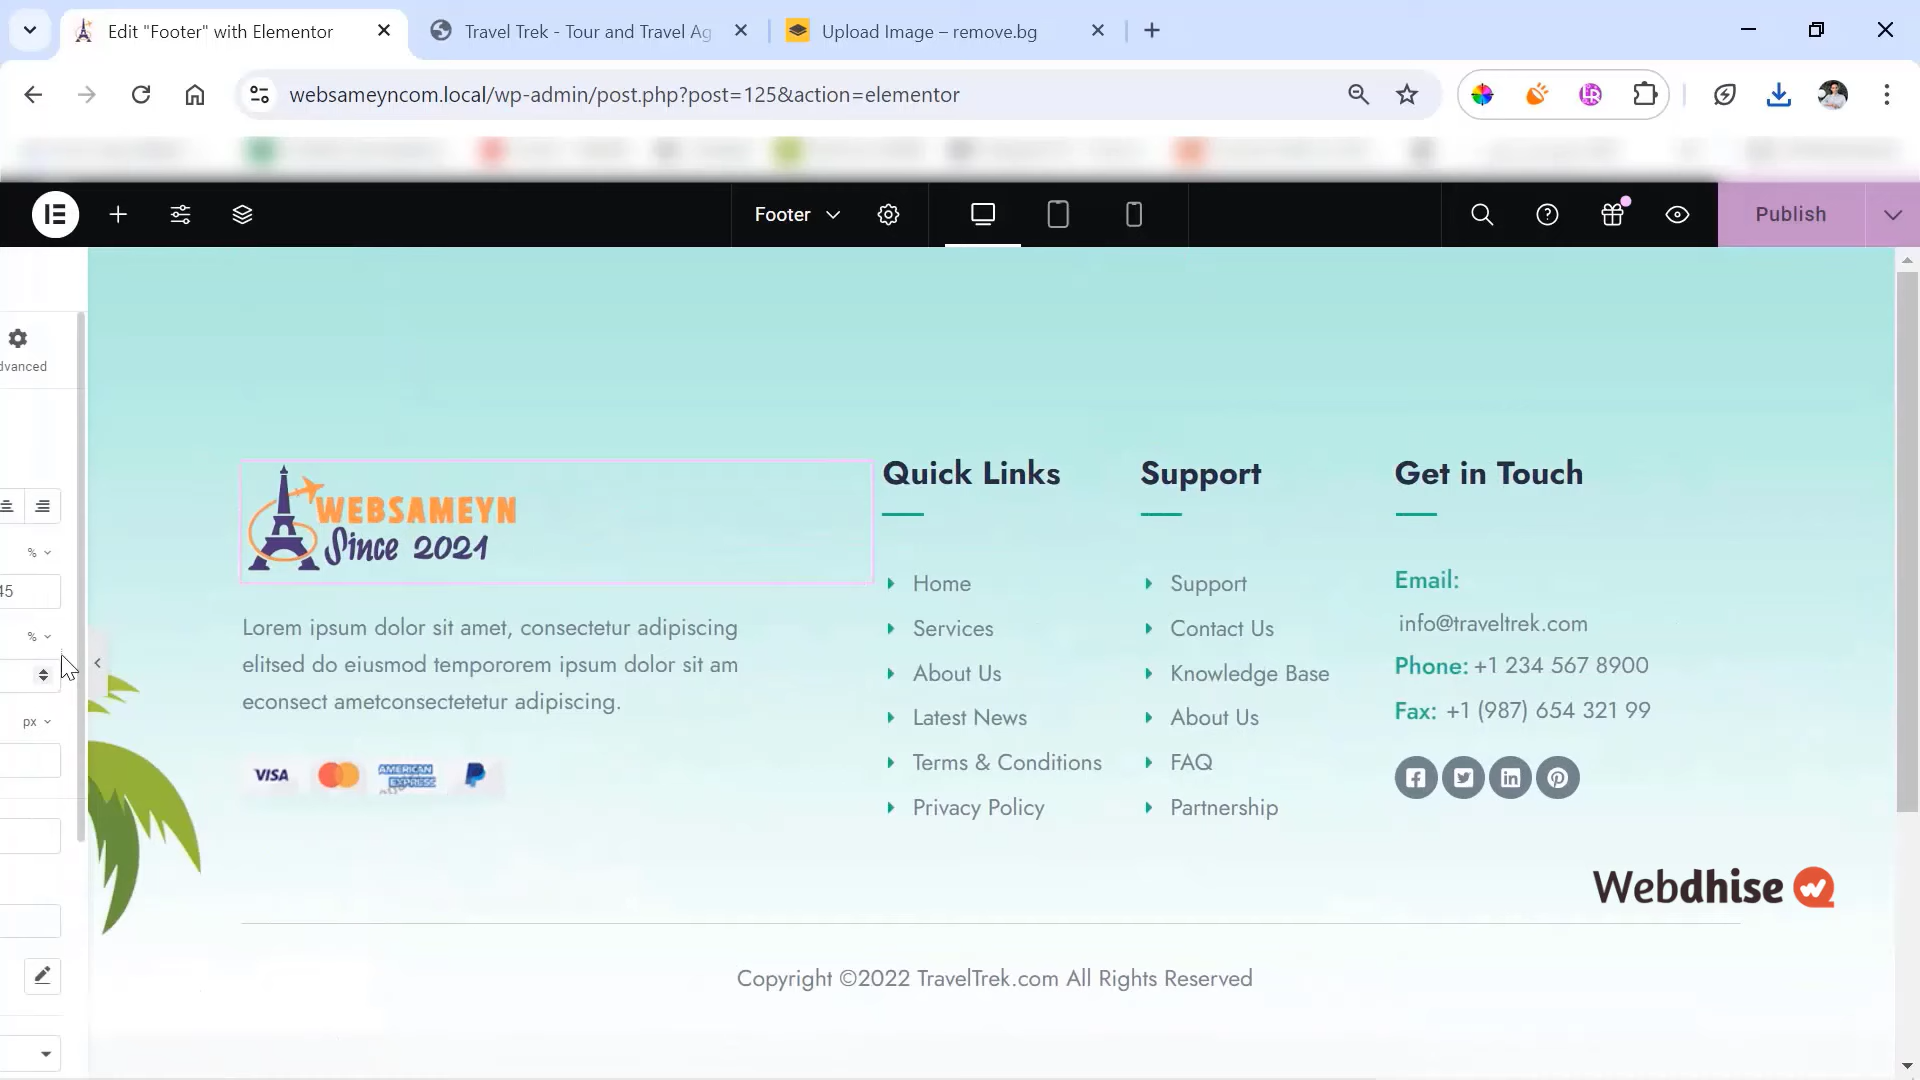 Edit "Footer" with Elementor
Travel Trek - Tour and Travel Ag
Upload Image – remove.bg
websameyncom.local/wp-admin/post.php?post=125&action=elementor
Footer
Publish
dvanced
%
45
%
px
WEBSAMEYN
Since 2021
Lorem ipsum dolor sit amet, consectetur adipiscing
elitsed do eiusmod tempororem ipsum dolor sit am
econsect ametconsectetetur adipiscing.
VISA
AMERICAN
EXPRESS
Quick Links
Home
Services
About Us
Latest News
Terms & Conditions
Privacy Policy
Support
Support
Contact Us
Knowledge Base
About Us
FAQ
Partnership
Get in Touch
Email:
info@traveltrek.com
Phone: +1 234 567 8900
Fax: +1 (987) 654 321 99
Webdhise
Copyright ©2022 TravelTrek.com All Rights Reserved